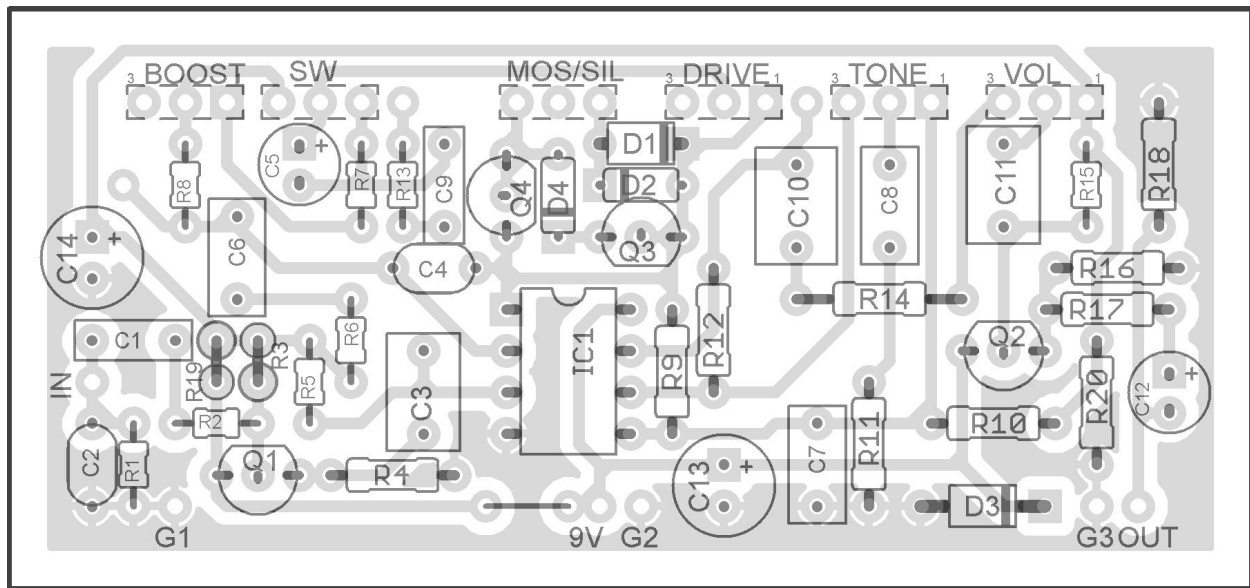 BOOST SW MOS/SIL DRIVE TONE VOL
3 3 1 3 1 3 1
D1
R8 C5 + R7 R13 C9 Q4 D4 D2 C10 C8 C11 R15 R18
C14 + C6 Q3
C4 R16
R14 R17
C1 R19 R3 R6 IC1 R9 R12 Q2
IN R5 C3 R20 C12 +
R2 R10
C2 R1 Q1 R4 C13 + C7 R11
D3
G1 9V G2 G3 OUT